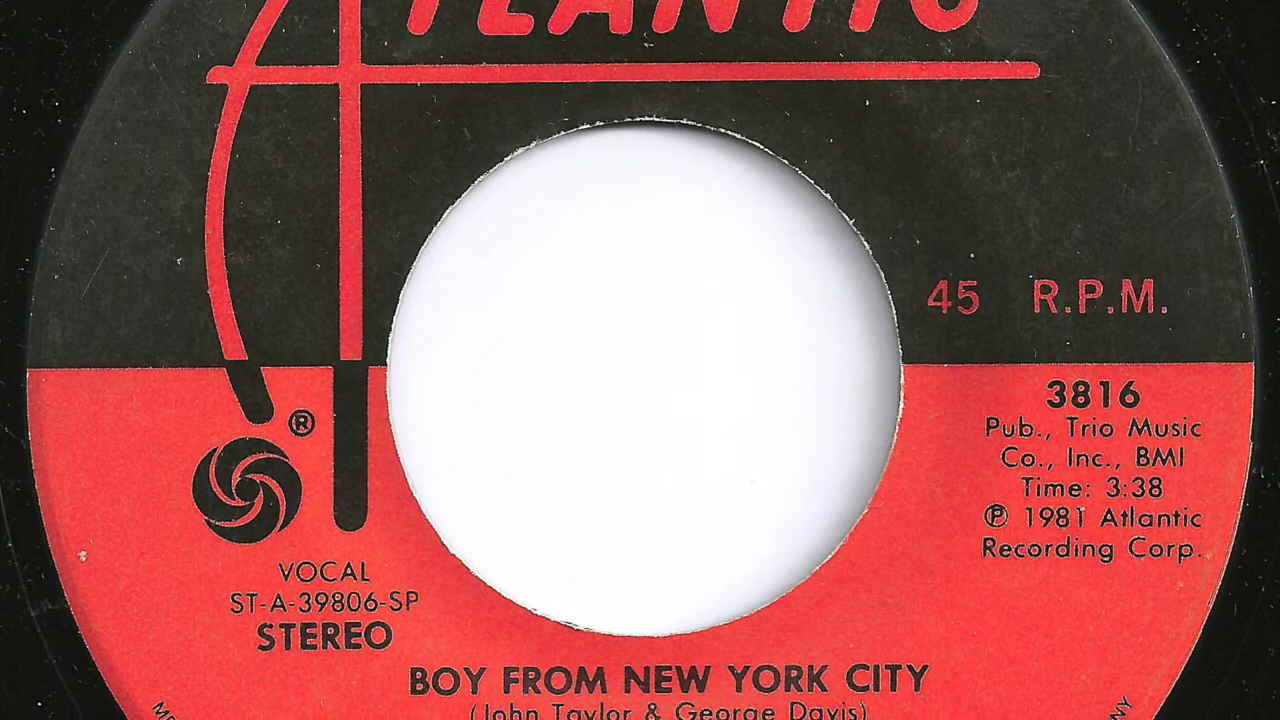 ATLANTIC
45 R.P.M.
3816
Pub., Trio Music
Co., Inc., BMI
Time: 3:38
℗ 1981 Atlantic
Recording Corp.
®
VOCAL
ST-A-39806-SP
STEREO
BOY FROM NEW YORK CITY
(John Taylor & George Davis)